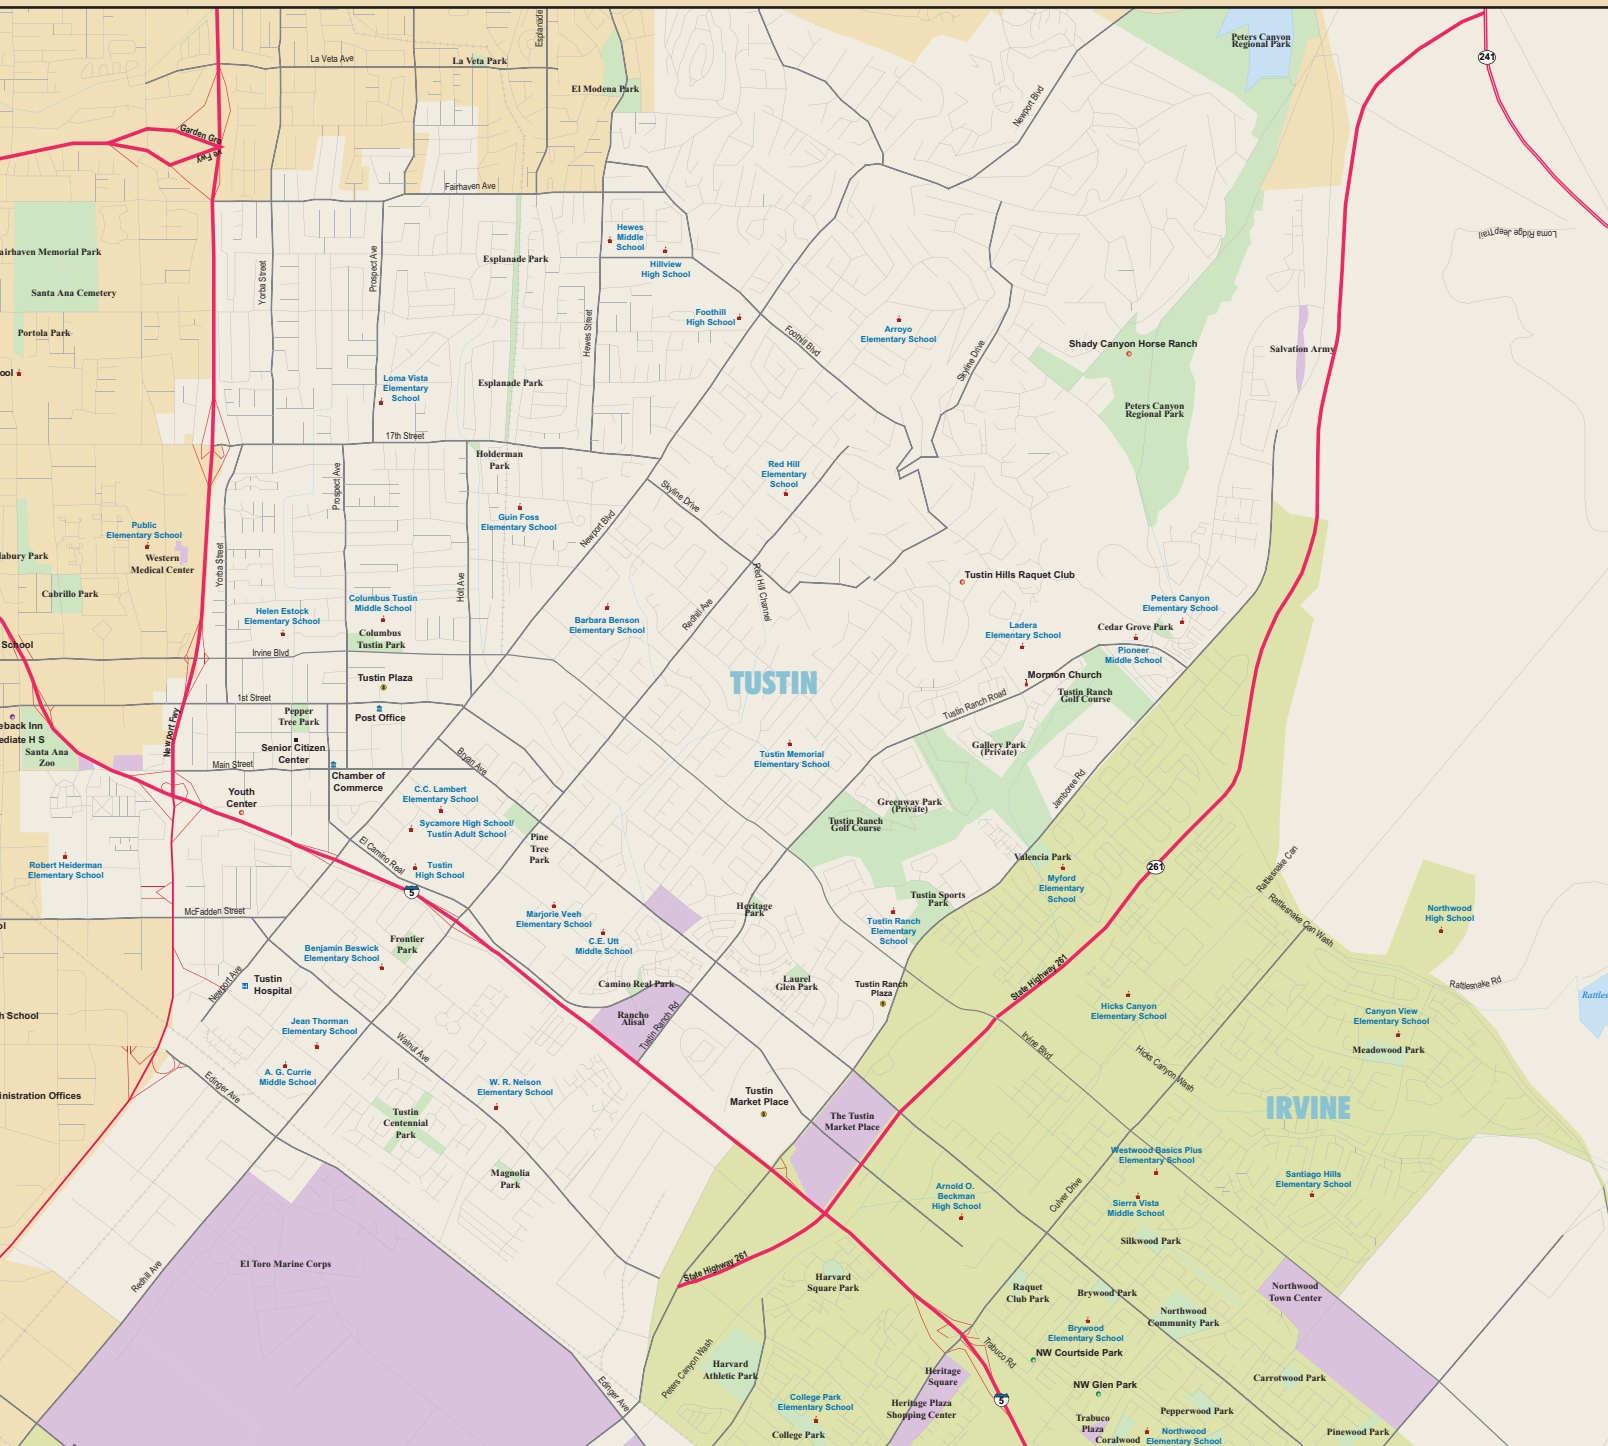 Esplanade
Peters Canyon
Regional Park
La Veta Ave
La Veta Park
241
El Modena Park
Newport Blvd
Garden Gro
ve Fwy
Fairhaven Ave
Loma Ridge Jeep Trail
Hewes
Middle
School
airhaven Memorial Park
Esplanade Park
Hillview
High School
Yorba Street
Prospect Ave
Santa Ana Cemetery
Foothill
High School
Portola Park
Hewes Street
Foothill Blvd
Arroyo
Elementary School
Skyline Drive
Shady Canyon Horse Ranch
Salvation Army
ool
Loma Vista
Elementary
School
Esplanade Park
Peters Canyon
Regional Park
17th Street
Holderman
Park
Red Hill
Elementary
School
Prospect Ave
Skyline Drive
Guin Foss
Elementary School
Newport Blvd
Public
Elementary School
labury Park
Western
Medical Center
Yorba Street
Holt Ave
Red Hill Channel
Tustin Hills Raquet Club
Cabrillo Park
Columbus Tustin
Middle School
Helen Estock
Elementary School
Barbara Benson
Elementary School
Redhill Ave
Peters Canyon
Elementary School
Ladera
Elementary School
Cedar Grove Park
School
Columbus
Tustin Park
Irvine Blvd
Pioneer
Middle School
Tustin Plaza
TUSTIN
Mormon Church
1st Street
Tustin Ranch
Golf Course
Tustin Ranch Road
Pepper
Tree Park
Post Office
eback Inn
ediate H S
Newport Fwy
Santa Ana
Zoo
Senior Citizen
Center
Gallery Park
(Private)
Main Street
Bryan Ave
Tustin Memorial
Elementary School
Chamber of
Commerce
Jamboree Rd
Youth
Center
C.C. Lambert
Elementary School
Greenway Park
(Private)
Sycamore High School/
Tustin Adult School
Tustin Ranch
Golf Course
Pine
Tree
Park
El Camino Real
Valencia Park
261
Robert Heiderman
Elementary School
Tustin
High School
Myford
Elementary
School
Rattlesnake Can
5
Tustin Sports
Park
Rattlesnake Can Wash
McFadden Street
Heritage
Park
Marjorie Veeh
Elementary School
Tustin Ranch
Elementary
School
Northwood
High School
ol
C.E. Utt
Middle School
Frontier
Park
Benjamin Beswick
Elementary School
State Highway 261
Newport Ave
Tustin
Hospital
Camino Real Park
Laurel
Glen Park
Tustin Ranch
Plaza
Rattlesnake Rd
Rattles
h School
Rancho
Alisal
Tustin Ranch Rd
Hicks Canyon
Elementary School
Canyon View
Elementary School
Jean Thorman
Elementary School
Walnut Ave
Irvine Blvd
Meadowood Park
Hicks Canyon Wash
A. G. Currie
Middle School
Edinger Ave
W. R. Nelson
Elementary School
inistration Offices
Tustin
Market Place
IRVINE
Tustin
Centennial
Park
The Tustin
Market Place
Westwood Basics Plus
Elementary School
Magnolia
Park
Santiago Hills
Elementary School
Arnold O.
Beckman
High School
Culver Drive
Sierra Vista
Middle School
Silkwood Park
El Toro Marine Corps
State Highway 261
Redhill Ave
Harvard
Square Park
Raquet
Club Park
Brywood Park
Northwood
Town Center
Northwood
Community Park
Brywood
Elementary School
Trabuco Rd
NW Courtside Park
Peters Canyon Wash
Harvard
Athletic Park
Heritage
Square
Carrotwood Park
NW Glen Park
Edinger Ave
College Park
Elementary School
5
Heritage Plaza
Shopping Center
Pepperwood Park
Trabuco
Plaza
College Park
Coralwood
Northwood
Elementary School
Pinewood Park